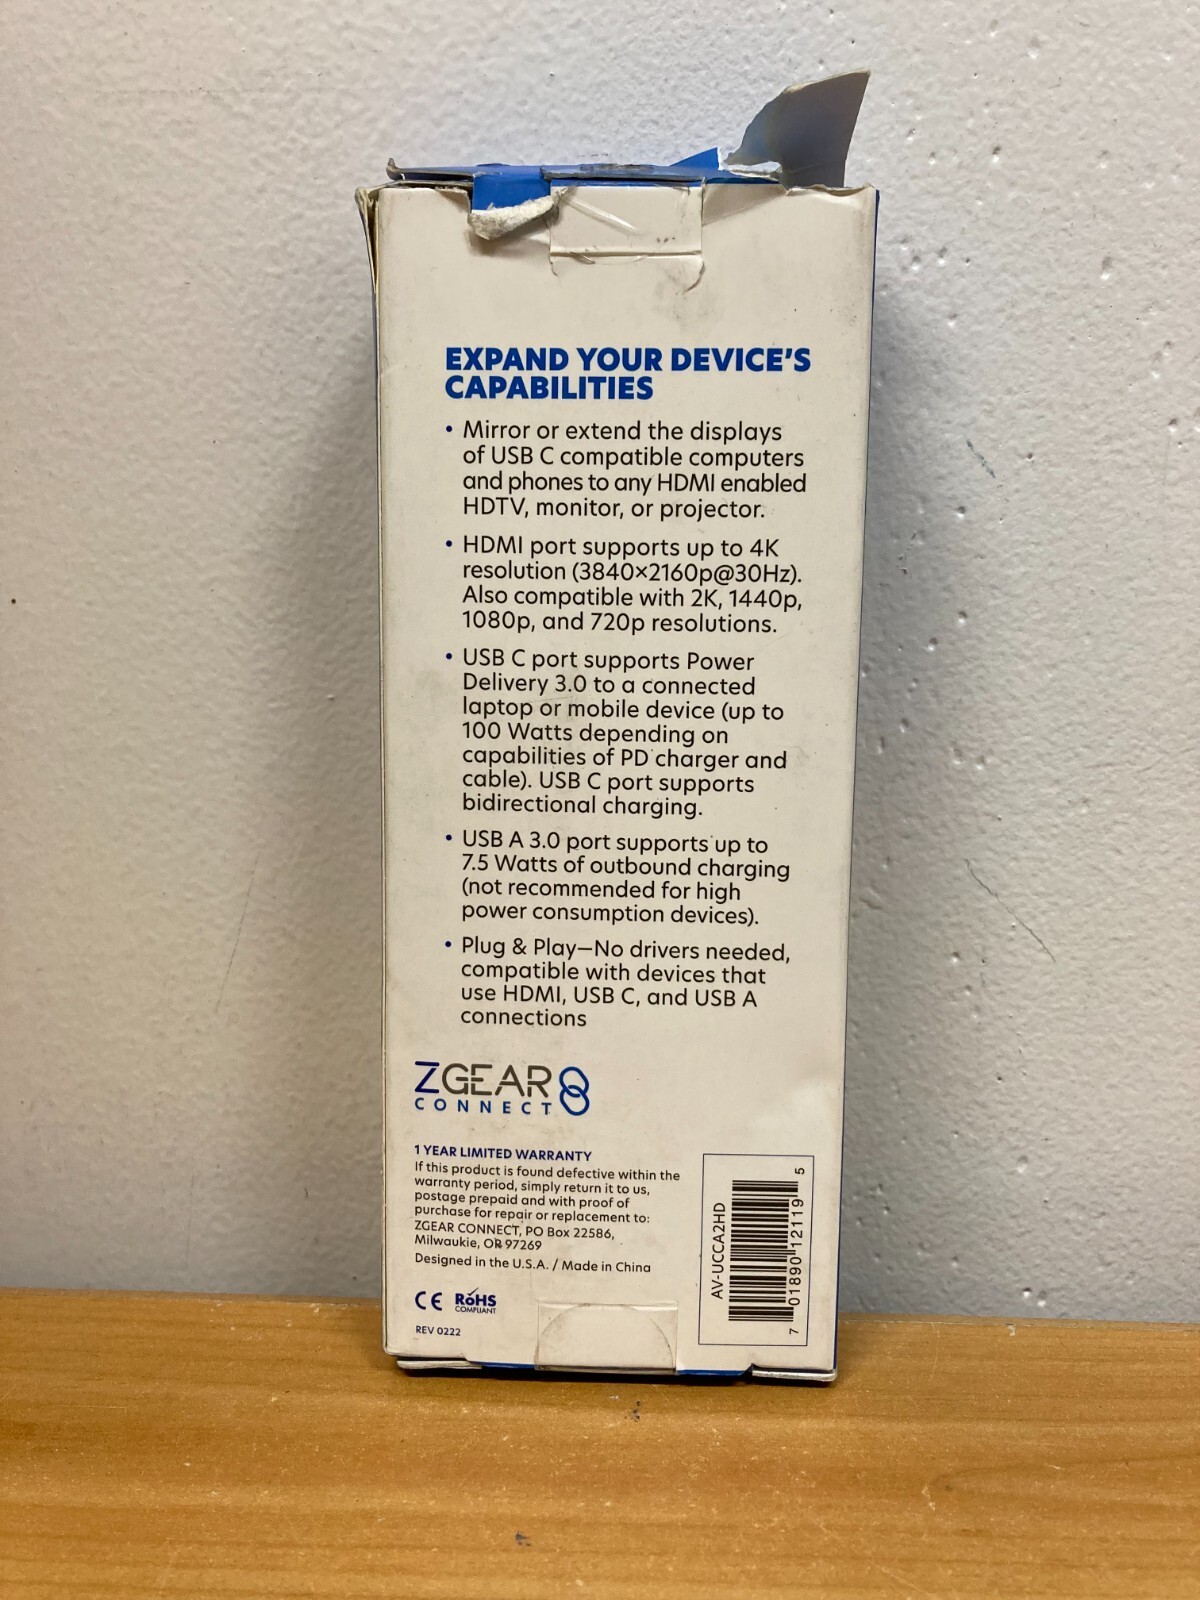 EXPAND YOUR DEVICE'S
CAPABILITIES
• Mirror or extend the displays
of USB C compatible computers
and phones to any HDMI enabled
HDTV, monitor, or projector.
• HDMI port supports up to 4K
resolution (3840×2160p@30Hz).
Also compatible with 2K, 1440p,
1080p, and 720p resolutions.
• USB C port supports Power
Delivery 3.0 to a connected
laptop or mobile device (up to
100 Watts depending on
capabilities of PD charger and
cable). USB C port supports
bidirectional charging.
• USB A 3.0 port supports up to
7.5 Watts of outbound charging
(not recommended for high
power consumption devices).
• Plug & Play—No drivers needed,
compatible with devices that
use HDMI, USB C, and USB A
connections
ZGEAR
CONNECT
1 YEAR LIMITED WARRANTY
If this product is found defective within the
warranty period, simply return it to us,
postage prepaid and with proof of
purchase for repair or replacement to:
ZGEAR CONNECT, PO Box 22586,
Milwaukie, OR 97269
Designed in the U.S.A. / Made in China
CE RoHS
COMPLIANT
REV 0222
AV-UCCA2HD
7 01890 12119 5